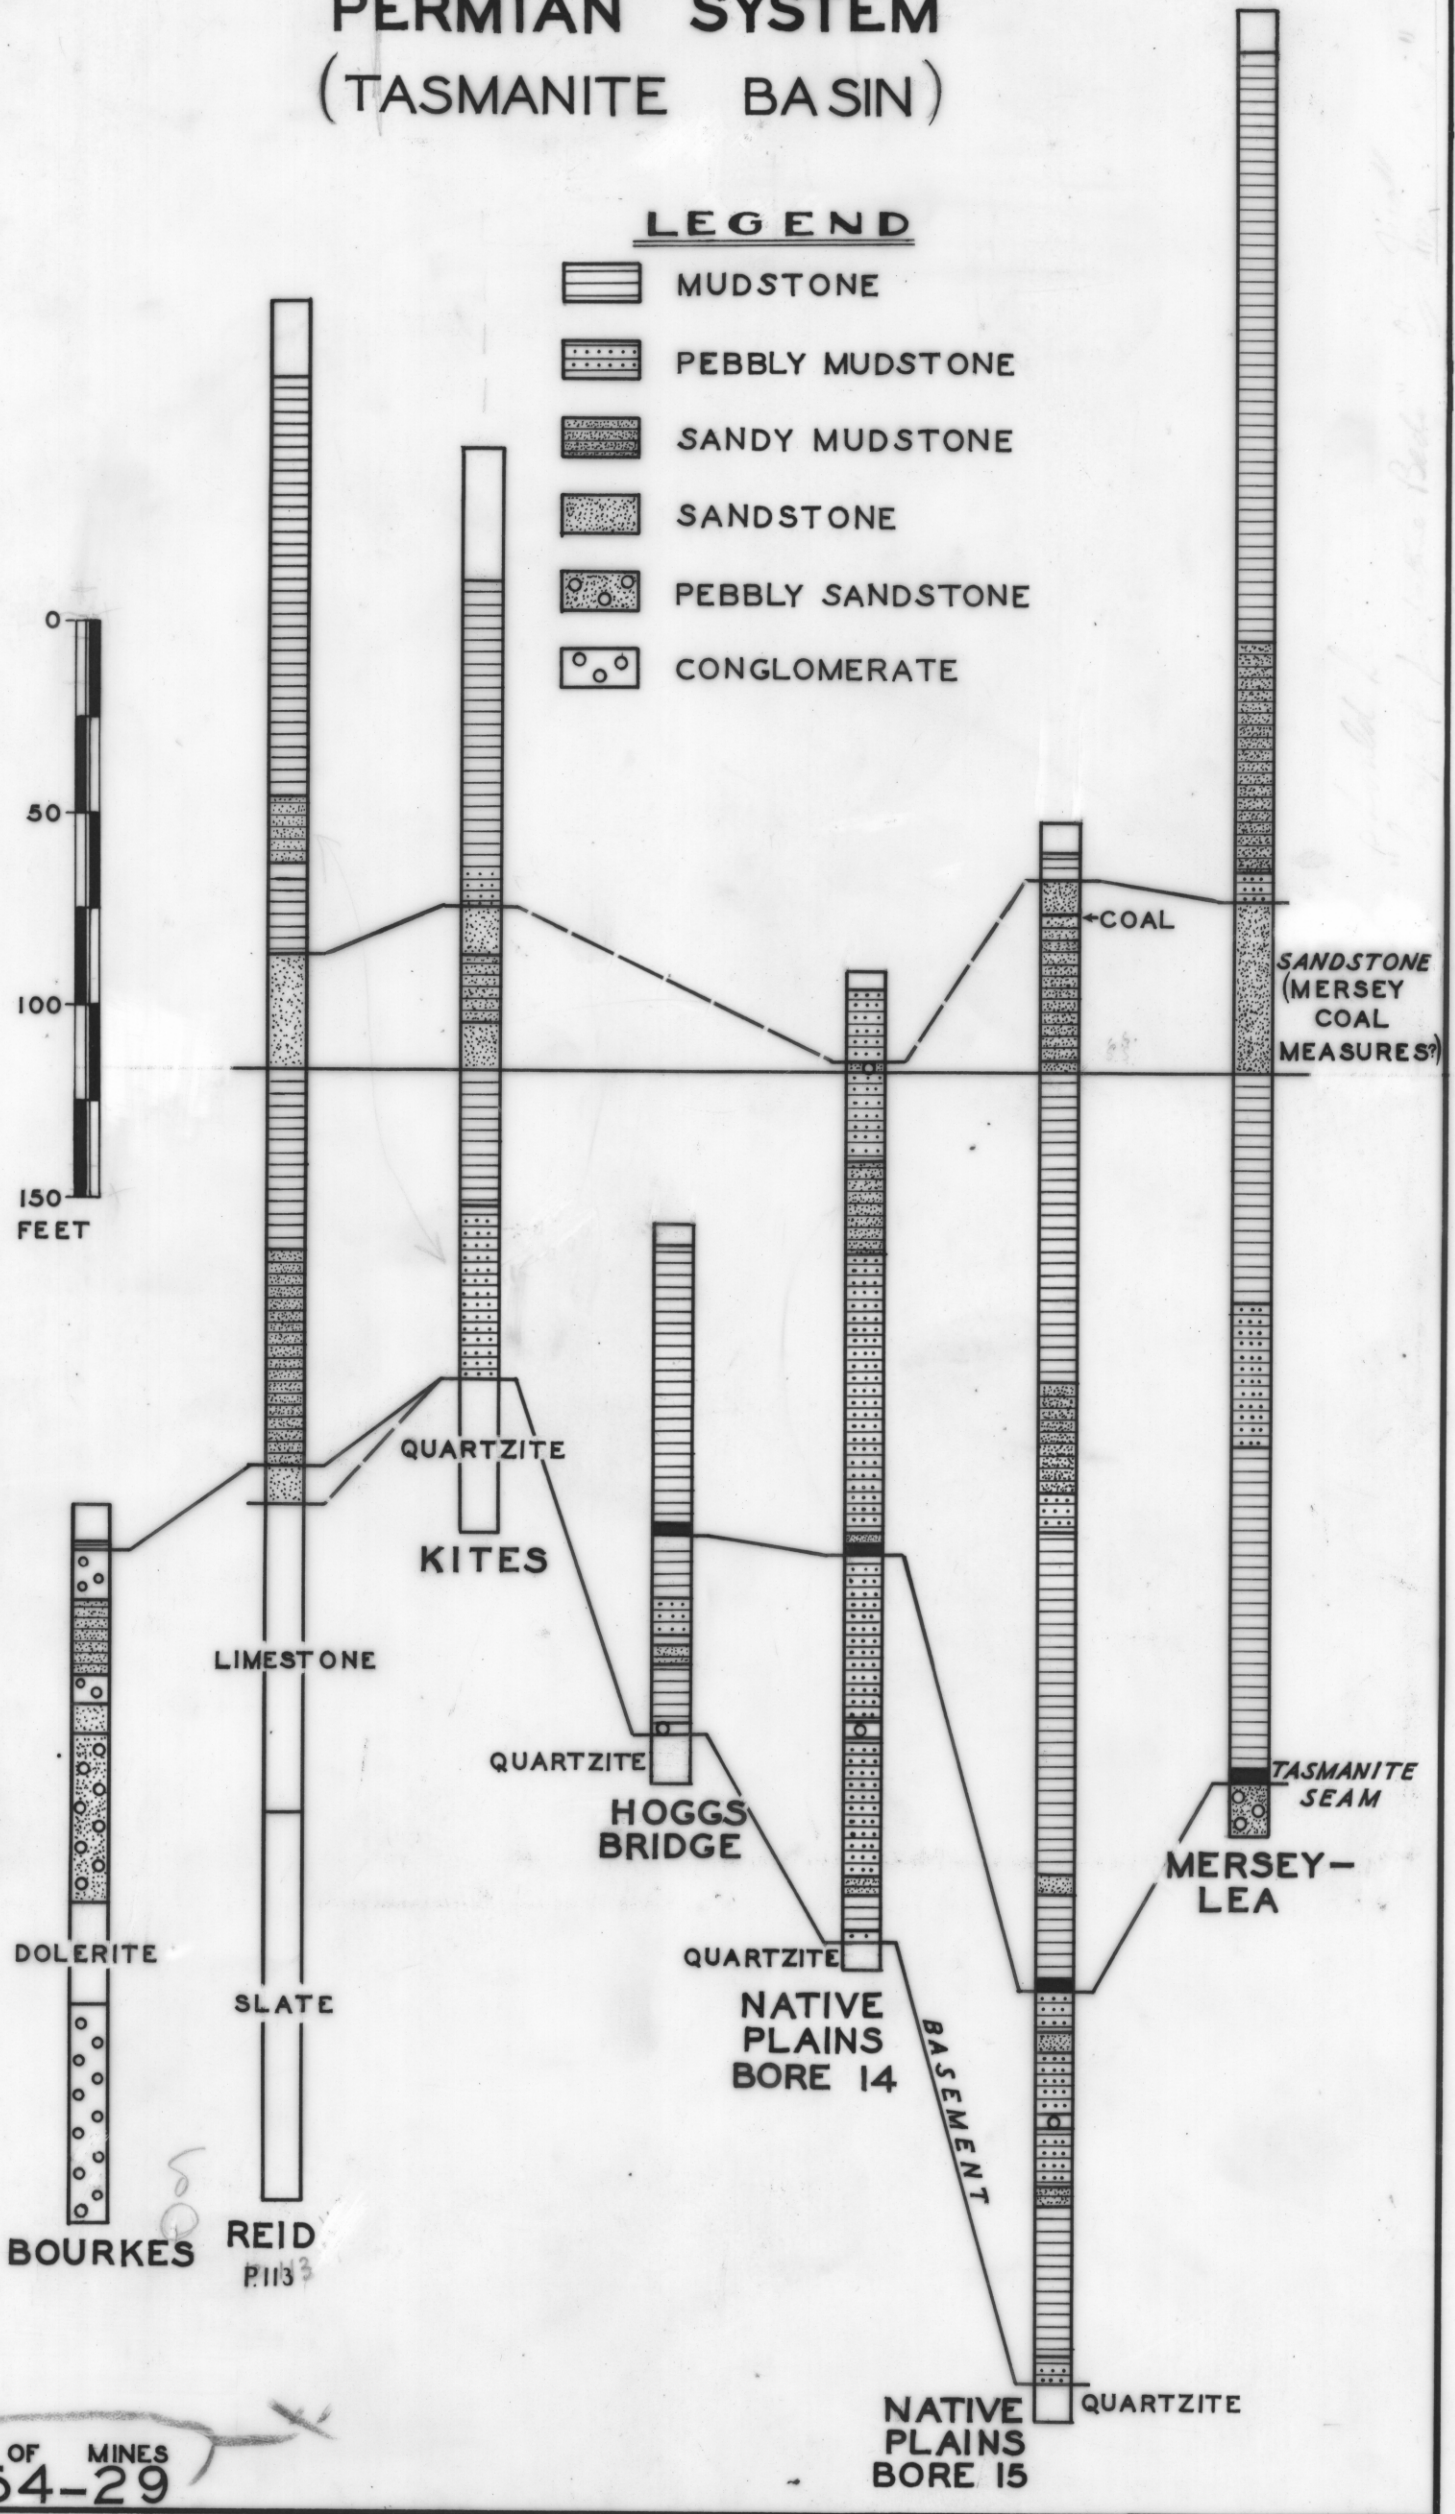 PERMIAN SYSTEM
(TASMANITE BASIN)
LEGEND
MUDSTONE
PEBBLY MUDSTONE
SANDY MUDSTONE
SANDSTONE
PEBBLY SANDSTONE
CONGLOMERATE
0
50
100
150
FEET
←COAL
SANDSTONE
(MERSEY
COAL
MEASURES?)
QUARTZITE
KITES
LIMESTONE
QUARTZITE
HOGGS
BRIDGE
TASMANITE
SEAM
MERSEY-
LEA
DOLERITE
SLATE
QUARTZITE
NATIVE
PLAINS
BORE 14
BASEMENT
BOURKES
REID
P.113
QUARTZITE
NATIVE
PLAINS
BORE 15
OF MINES
54-29